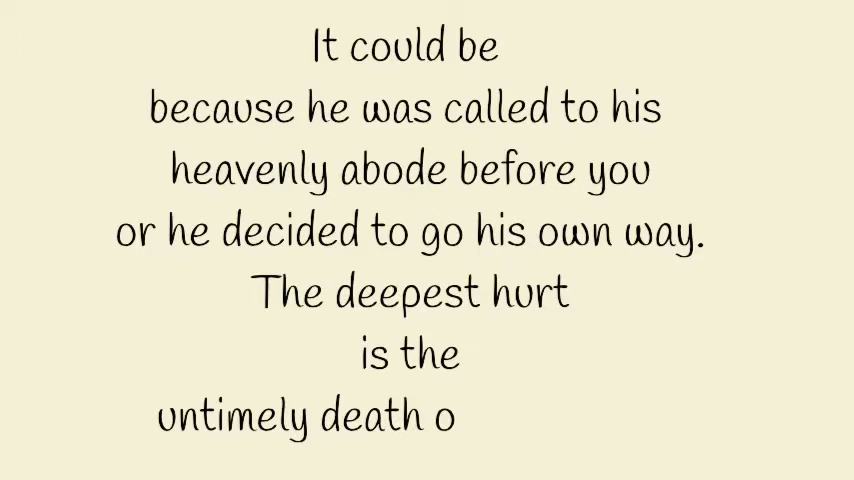 It could be
because he was called to his
heavenly abode before you
or he decided to go his own way.
The deepest hurt
is the
untimely death o